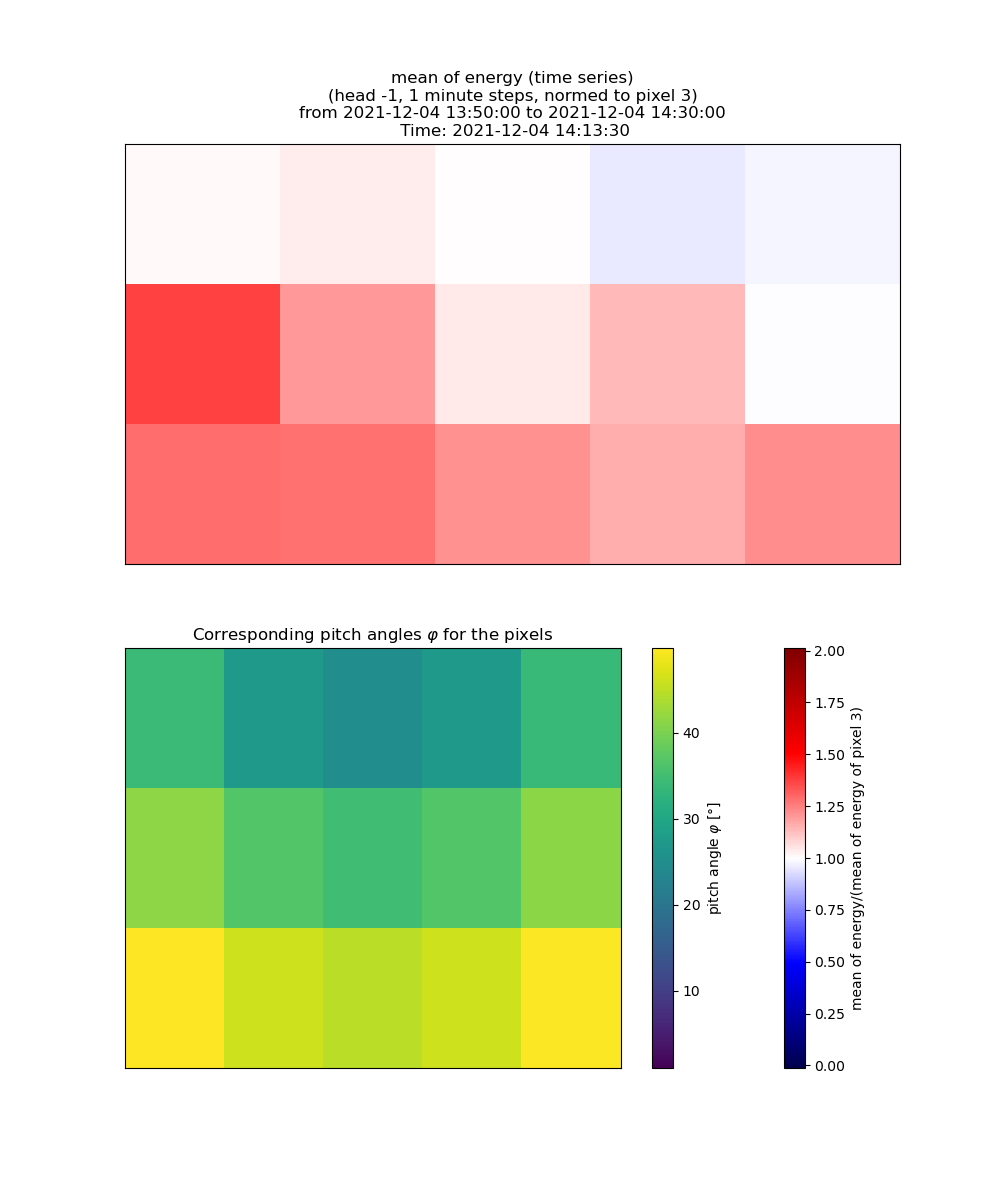 mean of energy (time series)
(head -1, 1 minute steps, normed to pixel 3)
from 2021-12-04 13:50:00 to 2021-12-04 14:30:00
Time: 2021-12-04 14:13:30
Corresponding pitch angles φ for the pixels
40
30
20
10
pitch angle φ [°]
2.00
1.75
1.50
1.25
1.00
0.75
0.50
0.25
0.00
mean of energy/(mean of energy of pixel 3)